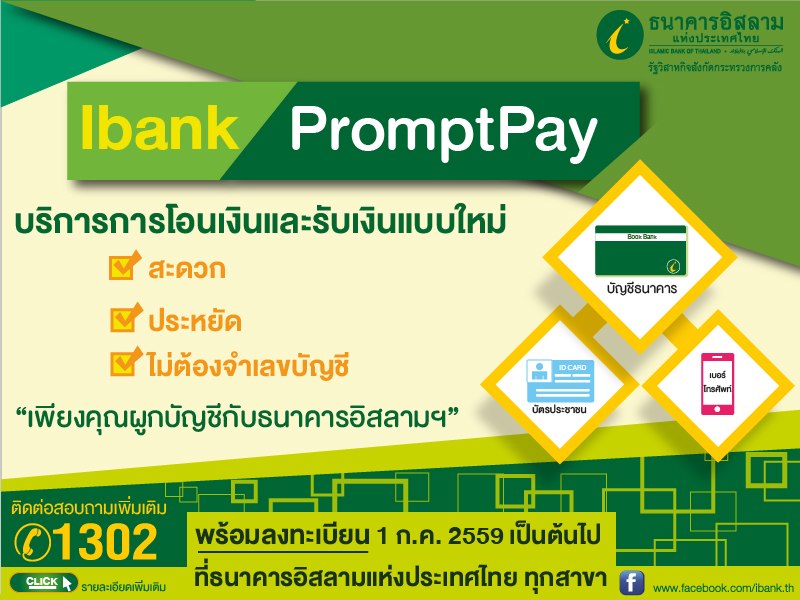 ธนาคารอิสลาม
แห่งประเทศไทย
ISLAMIC BANK OF THAILAND
รัฐวิสาหกิจสังกัดกระทรวงการคลัง
Ibank PromptPay
บริการการโอนเงินและรับเงินแบบใหม่
สะดวก
ประหยัด
ไม่ต้องจำเลขบัญชี
“เพียงคุณผูกบัญชีกับธนาคารอิสลามฯ”
Book Bank
บัญชีธนาคาร
ID CARD
บัตรประชาชน
เบอร์
โทรศัพท์
ติดต่อสอบถามเพิ่มเติม
1302
CLICK รายละเอียดเพิ่มเติม
พร้อมลงทะเบียน 1 ก.ค. 2559 เป็นต้นไป
ที่ธนาคารอิสลามแห่งประเทศไทย ทุกสาขา
f www.facebook.com/ibank.th